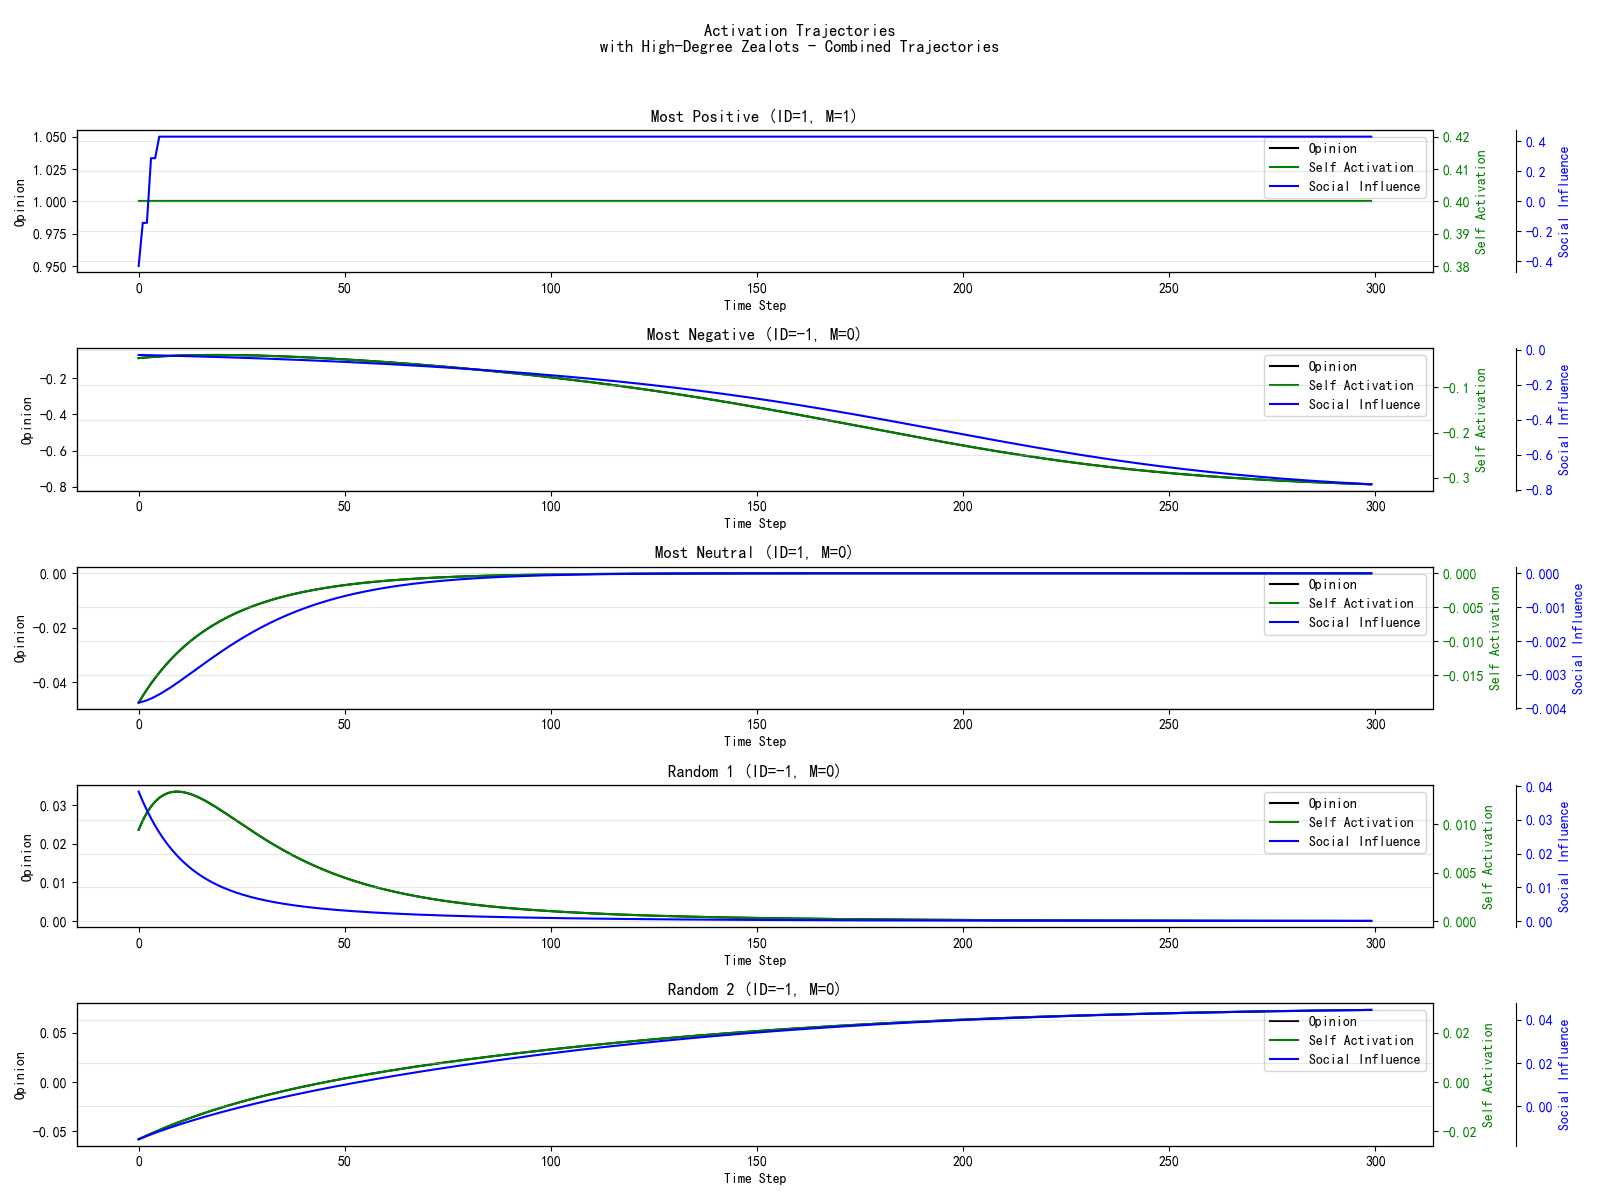 Activation Trajectories
with High-Degree Zealots - Combined Trajectories
Most Positive (ID=1, M=1)
1.050
1.025
1.000
0.975
0.950
Opinion
0.42
0.41
0.40
0.39
0.38
Self Activation
0.4
0.2
0.0
-0.2
-0.4
Social Influence
Opinion
Self Activation
Social Influence
0 50 100 150 200 250 300
Time Step
Most Negative (ID=-1, M=0)
-0.2
-0.4
-0.6
-0.8
Opinion
-0.1
-0.2
-0.3
Self Activation
0.0
-0.2
-0.4
-0.6
-0.8
Social Influence
Opinion
Self Activation
Social Influence
0 50 100 150 200 250 300
Time Step
Most Neutral (ID=1, M=0)
0.00
-0.02
-0.04
Opinion
0.000
-0.005
-0.010
-0.015
Self Activation
0.000
-0.001
-0.002
-0.003
-0.004
Social Influence
Opinion
Self Activation
Social Influence
0 50 100 150 200 250 300
Time Step
Random 1 (ID=-1, M=0)
0.03
0.02
0.01
0.00
Opinion
0.010
0.005
0.000
Self Activation
0.04
0.03
0.02
0.01
0.00
Social Influence
Opinion
Self Activation
Social Influence
0 50 100 150 200 250 300
Time Step
Random 2 (ID=-1, M=0)
0.05
0.00
-0.05
Opinion
0.02
0.00
-0.02
Self Activation
0.04
0.02
0.00
Social Influence
Opinion
Self Activation
Social Influence
0 50 100 150 200 250 300
Time Step